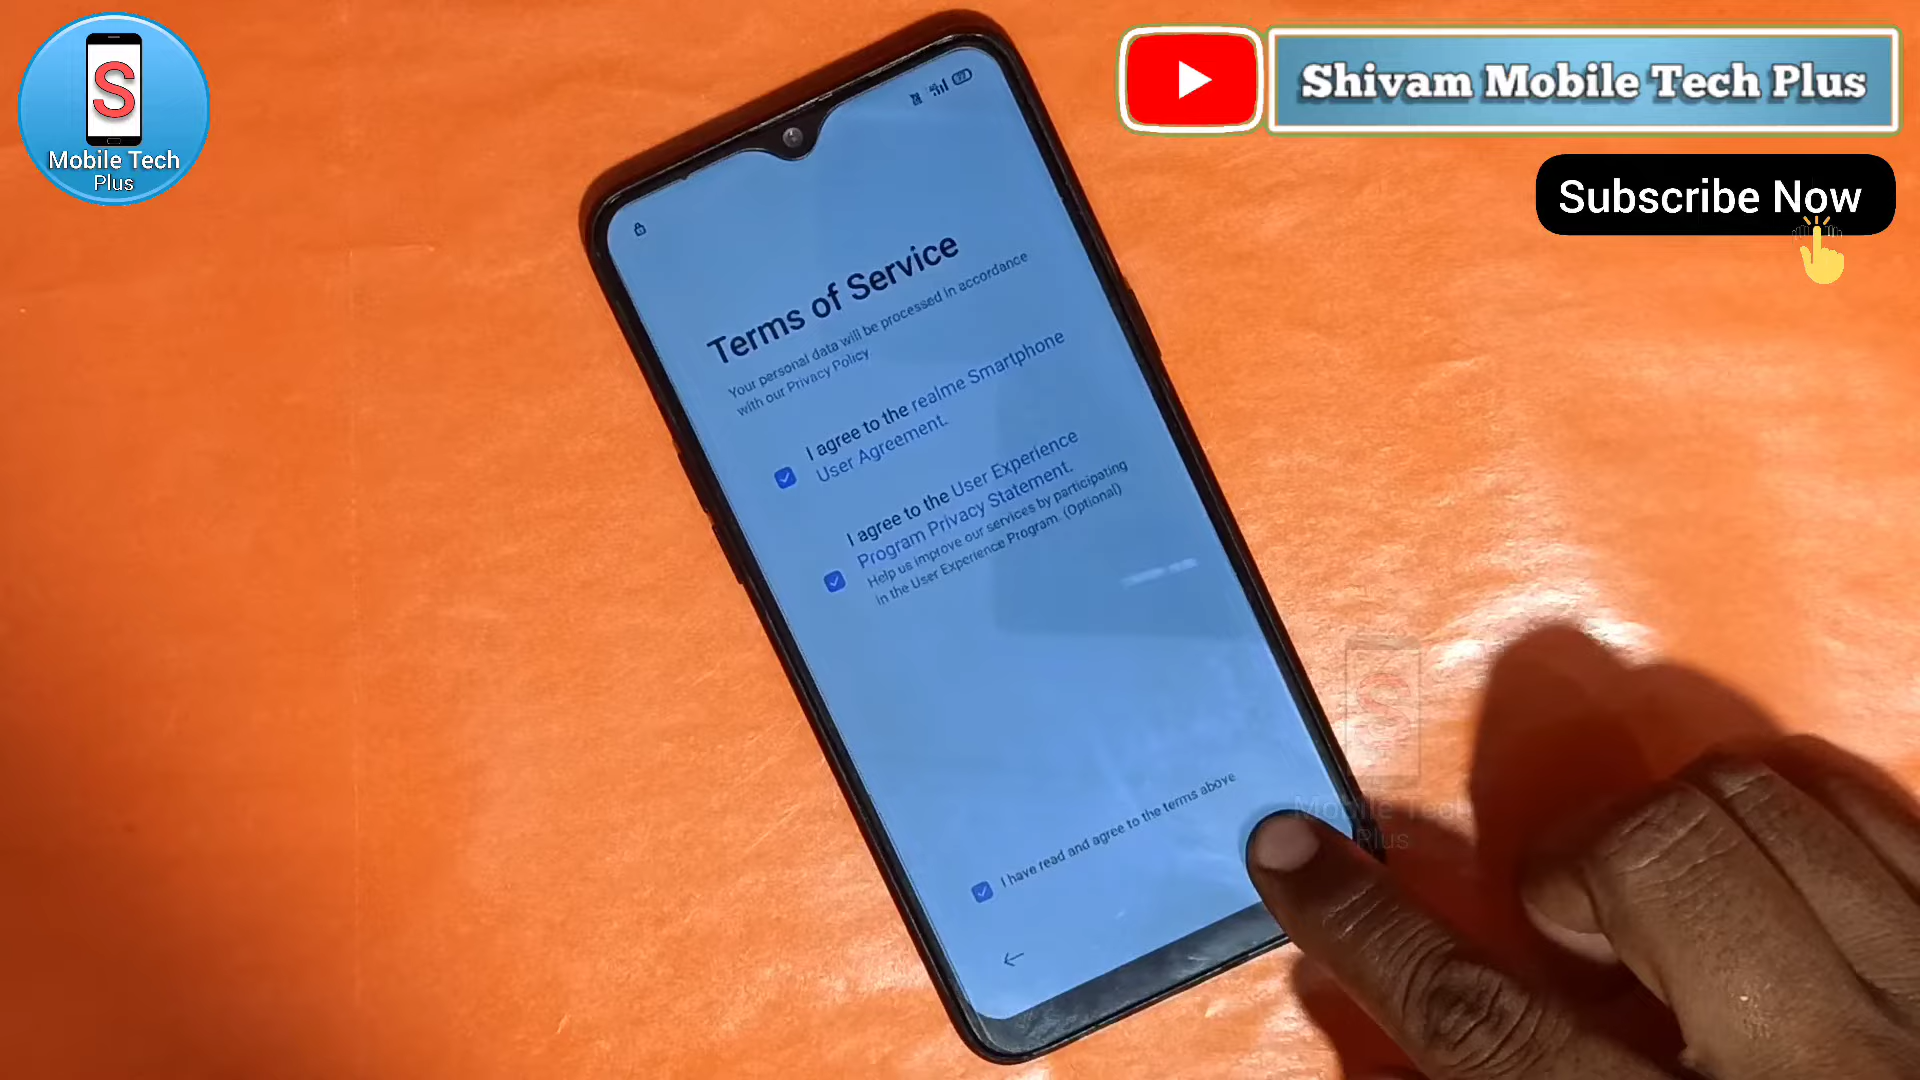 S
Mobile Tech
Plus
Shivam Mobile Tech Plus
Subscribe Now
Terms of Service
Your personal data will be processed in accordance
with our Privacy Policy
I agree to the realme Smartphone
User Agreement.
I agree to the User Experience
Program Privacy Statement.
Help us improve our services by participating
in the User Experience Program. (Optional)
I have read and agree to the terms above
S
Mobile Tech
Plus